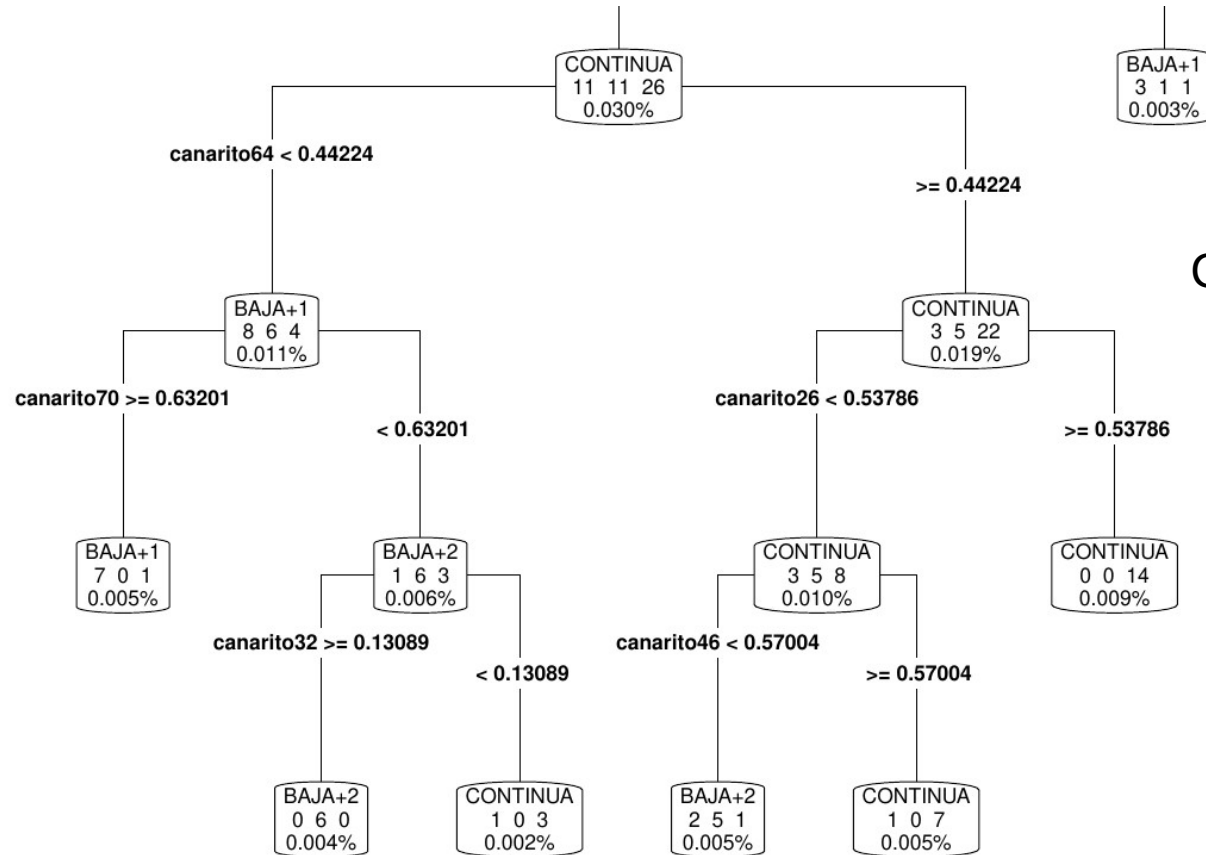 CONTINUA
11 11 26
0.030%
BAJA+1
3 1 1
0.003%
canarito64 < 0.44224
>= 0.44224
BAJA+1
8 6 4
0.011%
CONTINUA
3 5 22
0.019%
canarito70 >= 0.63201
< 0.63201
canarito26 < 0.53786
>= 0.53786
BAJA+1
7 0 1
0.005%
BAJA+2
1 6 3
0.006%
CONTINUA
3 5 8
0.010%
CONTINUA
0 0 14
0.009%
canarito32 >= 0.13089
< 0.13089
canarito46 < 0.57004
>= 0.57004
BAJA+2
0 6 0
0.004%
CONTINUA
1 0 3
0.002%
BAJA+2
2 5 1
0.005%
CONTINUA
1 0 7
0.005%